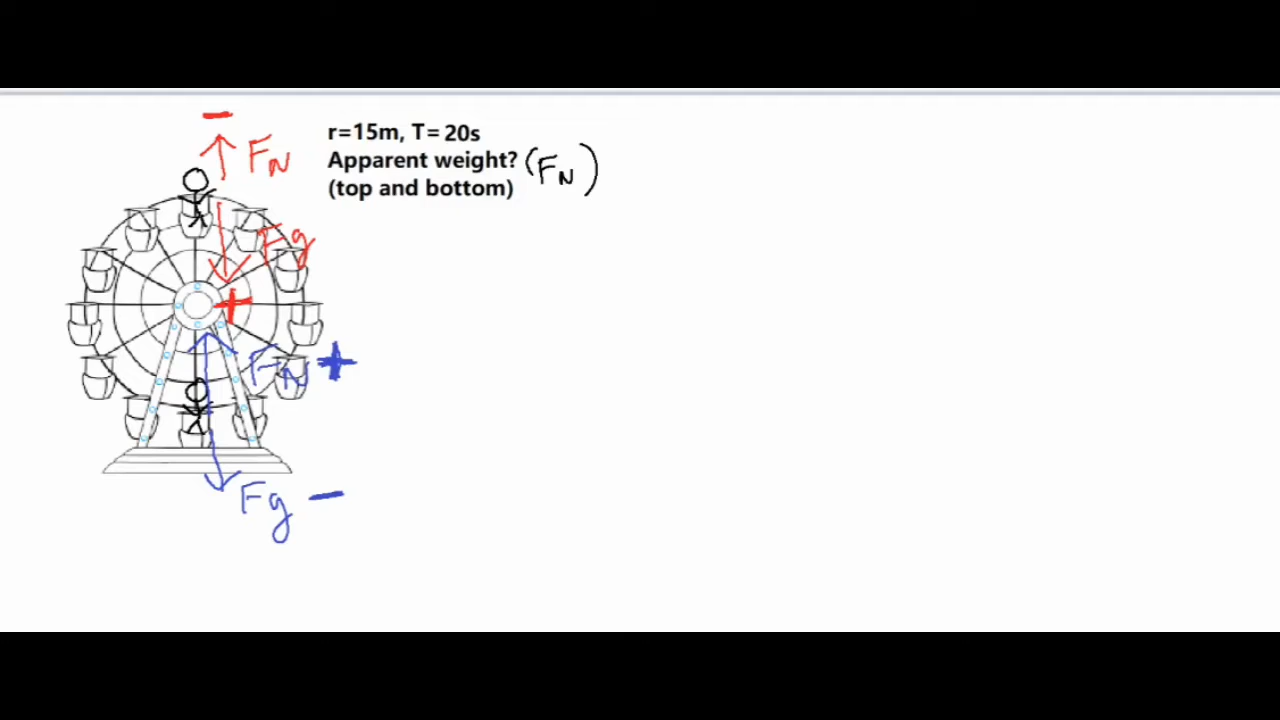 −
r=15m, T= 20s
F_N
Apparent weight? (F_N)
(top and bottom)
Fg
+
F_N +
Fg −